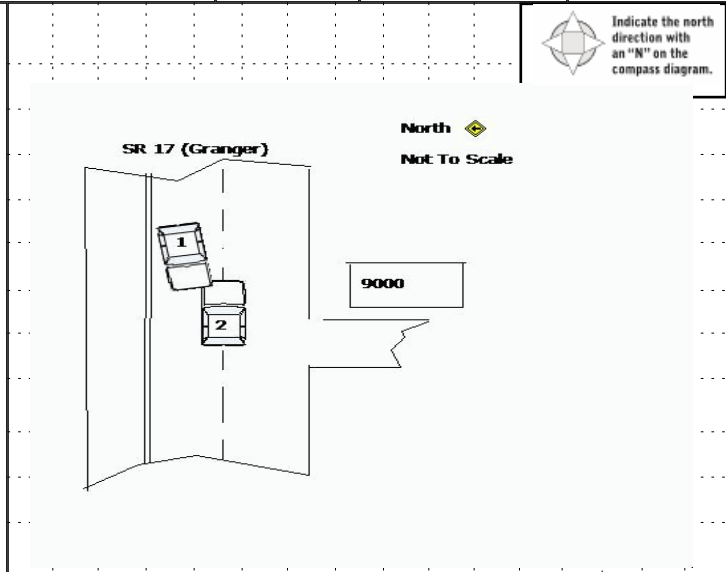 Indicate the north
direction with
an “N” on the
compass diagram.
North
SR 17 (Granger)
Not To Scale
1
9000
2